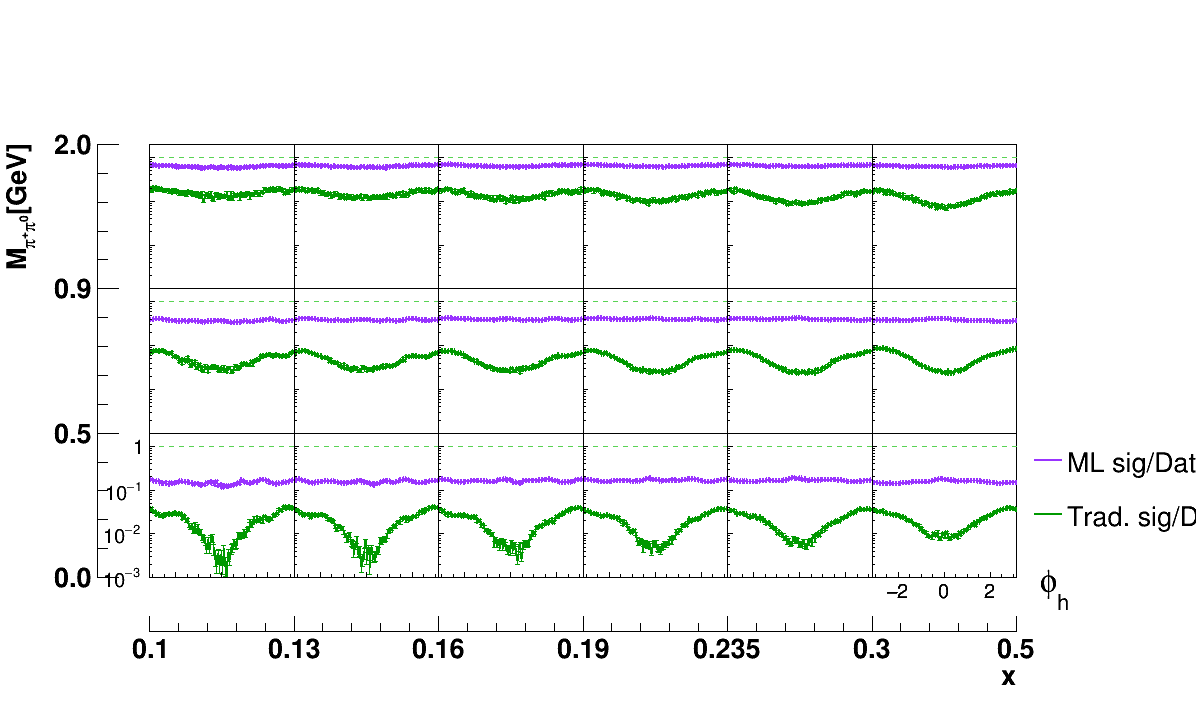 M_{π⁺π⁰}[GeV]
2.0
0.9
0.5
0.0
1
10⁻¹
10⁻²
10⁻³
ML sig/Dat
Trad. sig/D
−2 0 2
ϕ_h
0.1 0.13 0.16 0.19 0.235 0.3 0.5
x